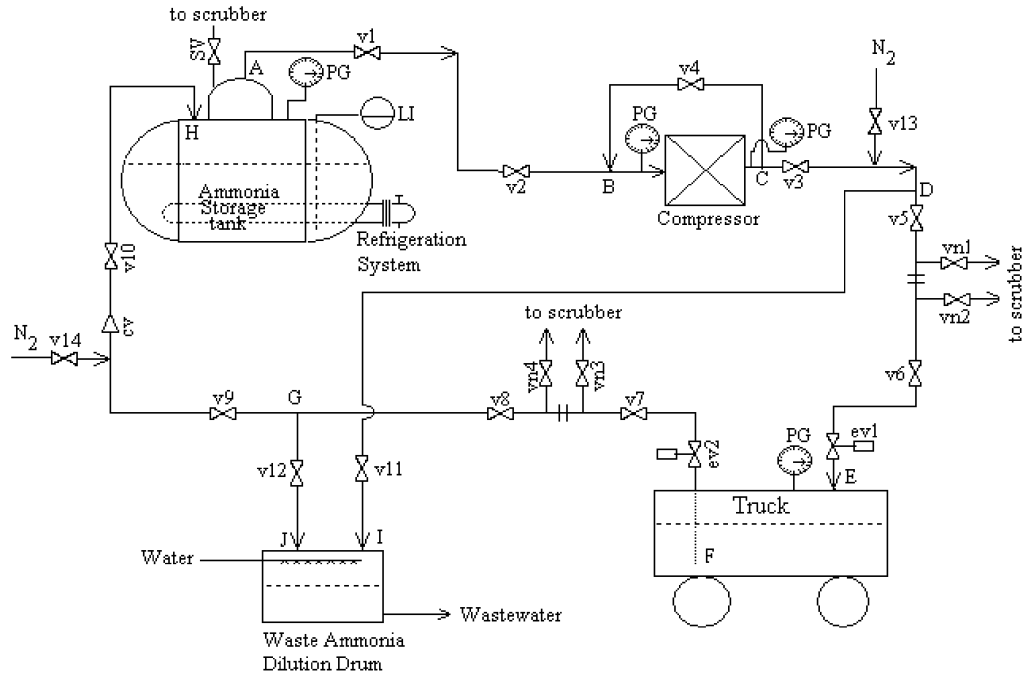 to scrubber
SV
A
v1
PG
LI
H
Ammonia
Storage
tank
Refrigeration
System
v2
v4
B
PG
Compressor
C
PG
v3
N2
v13
D
v5
vn1
vn2
to scrubber
v6
v10
cv
N2
v14
v9
G
v8
to scrubber
vn4
vn3
v7
ev2
PG
ev1
E
Truck
F
v12
v11
J
I
Water
Wastewater
Waste Ammonia
Dilution Drum